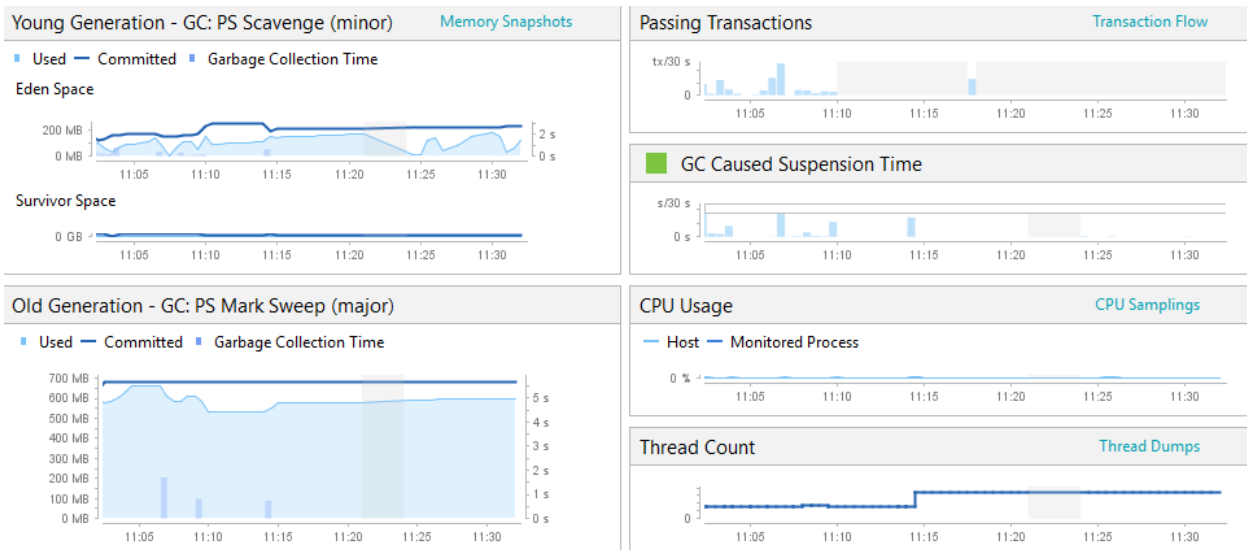 Young Generation - GC: PS Scavenge (minor) Memory Snapshots
Used Committed Garbage Collection Time
Eden Space
200 MB
0 MB
2 s
0 s
11:05 11:10 11:15 11:20 11:25 11:30
Survivor Space
0 GB
11:05 11:10 11:15 11:20 11:25 11:30
Old Generation - GC: PS Mark Sweep (major)
Used Committed Garbage Collection Time
700 MB
600 MB
500 MB
400 MB
300 MB
200 MB
100 MB
0 MB
5 s
4 s
3 s
2 s
1 s
0 s
11:05 11:10 11:15 11:20 11:25 11:30
Passing Transactions Transaction Flow
tx/30 s
0
11:05 11:10 11:15 11:20 11:25 11:30
GC Caused Suspension Time
s/30 s
0 s
11:05 11:10 11:15 11:20 11:25 11:30
CPU Usage CPU Samplings
Host Monitored Process
0 %
11:05 11:10 11:15 11:20 11:25 11:30
Thread Count Thread Dumps
0
11:05 11:10 11:15 11:20 11:25 11:30